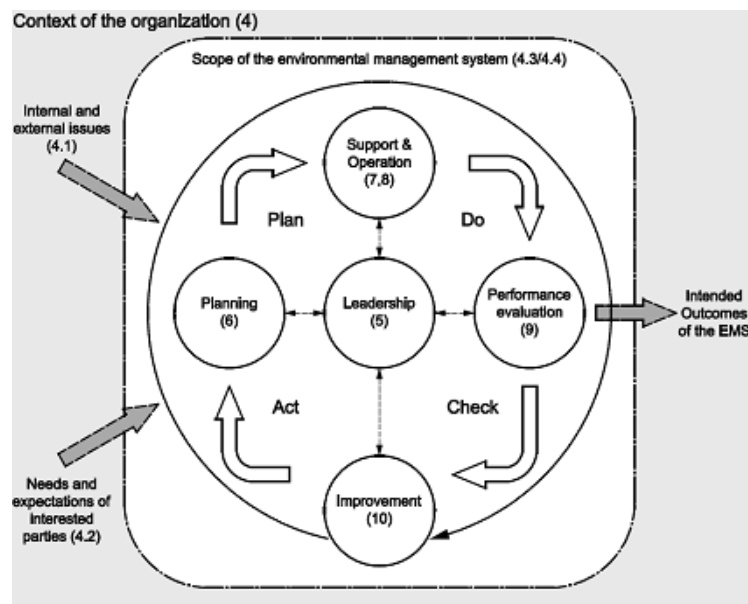 Context of the organization (4)
Scope of the environmental management system (4.3/4.4)
Internal and
external issues
(4.1)
Support &
Operation
(7,8)
Plan
Do
Planning
(6)
Leadership
(5)
Performance
evaluation
(9)
Intended
Outcomes
of the EMS
Act
Check
Needs and
expectations of
interested
parties (4.2)
Improvement
(10)